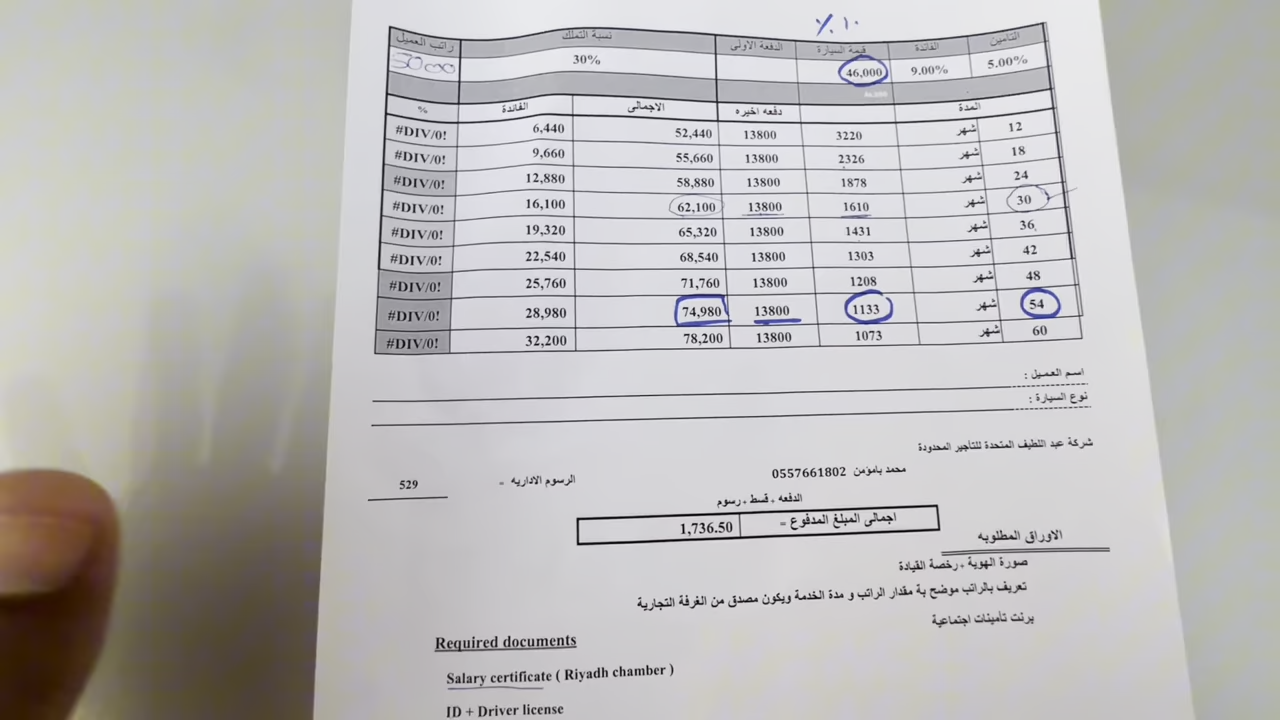 ٪ ١٠
التامين الفائدة قيمة السيارة الدفعة الاولى نسبة التملك راتب العميل
5.00% 9.00% 46,000 30% 3000
المدة دفعه اخيره الاجمالى الفائدة %
12 شهر 3220 13800 52,440 6,440 #DIV/0!
18 شهر 2326 13800 55,660 9,660 #DIV/0!
24 شهر 1878 13800 58,880 12,880 #DIV/0!
30 شهر 1610 13800 62,100 16,100 #DIV/0!
36 شهر 1431 13800 65,320 19,320 #DIV/0!
42 شهر 1303 13800 68,540 22,540 #DIV/0!
48 شهر 1208 13800 71,760 25,760 #DIV/0!
54 شهر 1133 13800 74,980 28,980 #DIV/0!
60 شهر 1073 13800 78,200 32,200 #DIV/0!
اسم العميل :
نوع السيارة :
شركة عبد اللطيف المتحدة للتأجير المحدودة
محمد بامؤمن 0557661802
الرسوم الاداريه = 529
الدفعه + قسط + رسوم
اجمالى المبلغ المدفوع = 1,736.50
الاوراق المطلوبه
صورة الهوية + رخصة القيادة
تعريف بالراتب موضح بة مقدار الراتب و مدة الخدمة ويكون مصدق من الغرفة التجارية
برنت تأمينات اجتماعية
Required documents
Salary certificate ( Riyadh chamber )
ID + Driver license